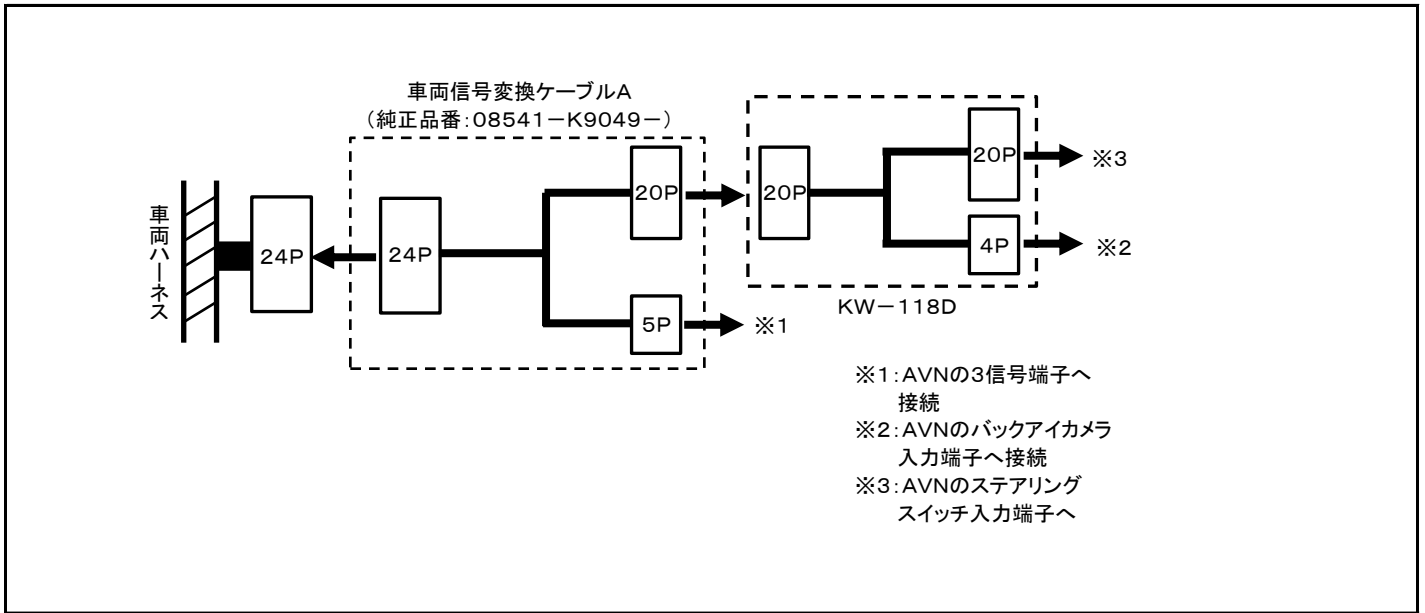 車両信号変換ケーブルA
（純正品番：08541－K9049－）
車両ハーネス
24P
24P
20P
5P
※1
20P
20P
4P
※3
※2
KW－118D
※1：AVNの3信号端子へ
接続
※2：AVNのバックアイカメラ
入力端子へ接続
※3：AVNのステアリング
スイッチ入力端子へ